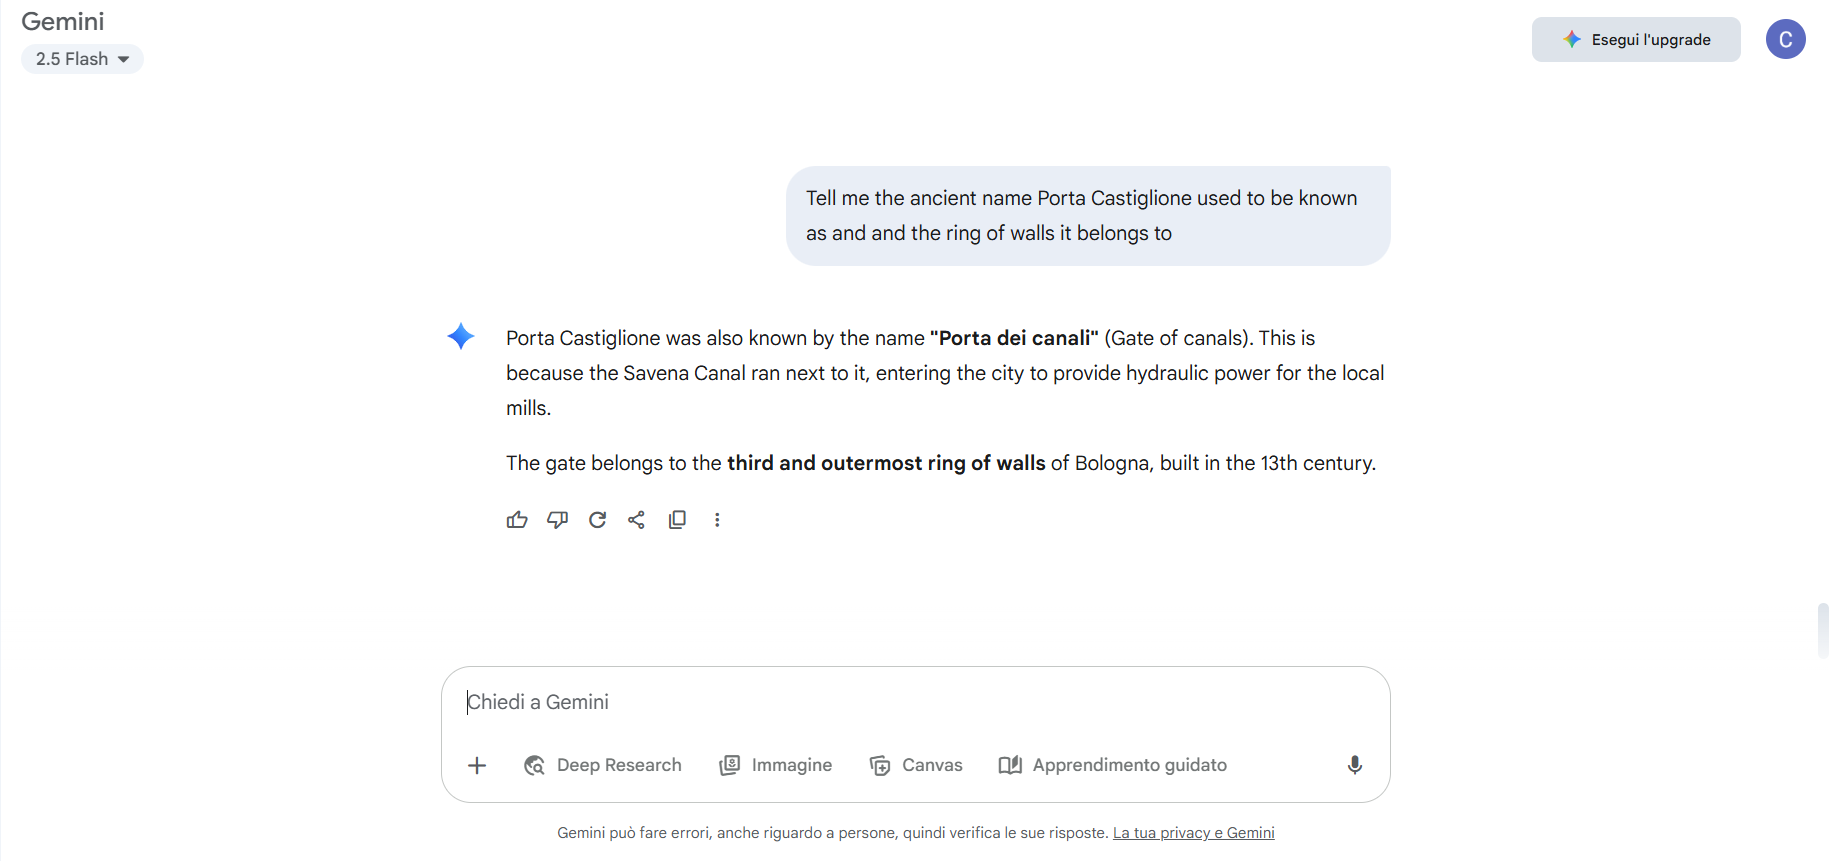 Gemini
2.5 Flash
Esegui l'upgrade
C
Tell me the ancient name Porta Castiglione used to be known
as and and the ring of walls it belongs to
Porta Castiglione was also known by the name "Porta dei canali" (Gate of canals). This is
because the Savena Canal ran next to it, entering the city to provide hydraulic power for the local
mills.
The gate belongs to the third and outermost ring of walls of Bologna, built in the 13th century.
Chiedi a Gemini
Deep Research
Immagine
Canvas
Apprendimento guidato
Gemini può fare errori, anche riguardo a persone, quindi verifica le sue risposte. La tua privacy e Gemini